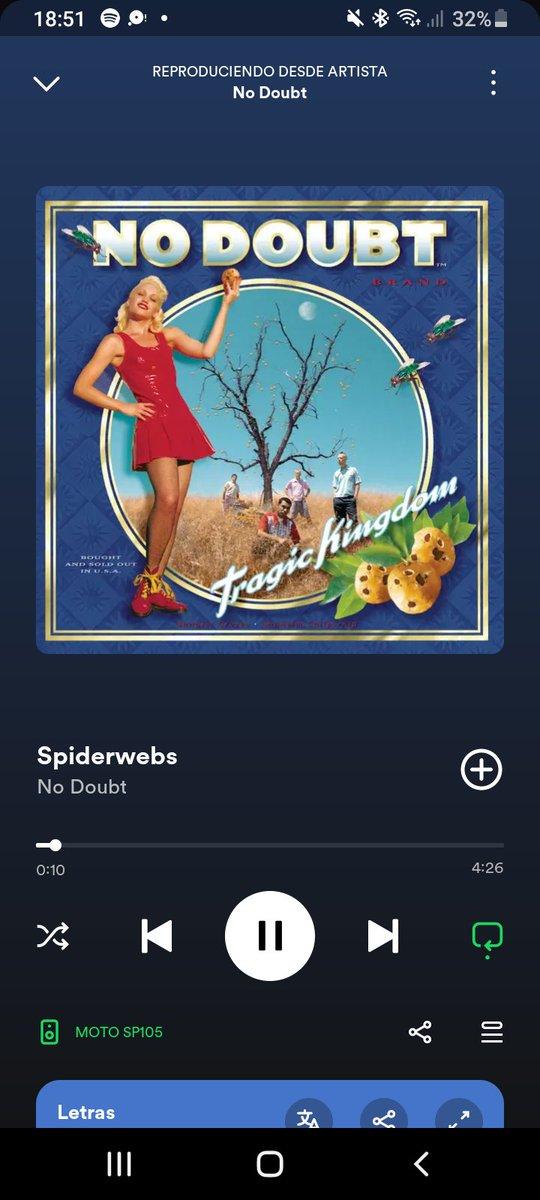 18:51
32%
REPRODUCIENDO DESDE ARTISTA
No Doubt
NO DOUBT
TM
BRAND
Tragic Kingdom
BOUGHT
AND SOLD OUT
IN U.S.A.
Spiderwebs
No Doubt
0:10
4:26
MOTO SP105
Letras